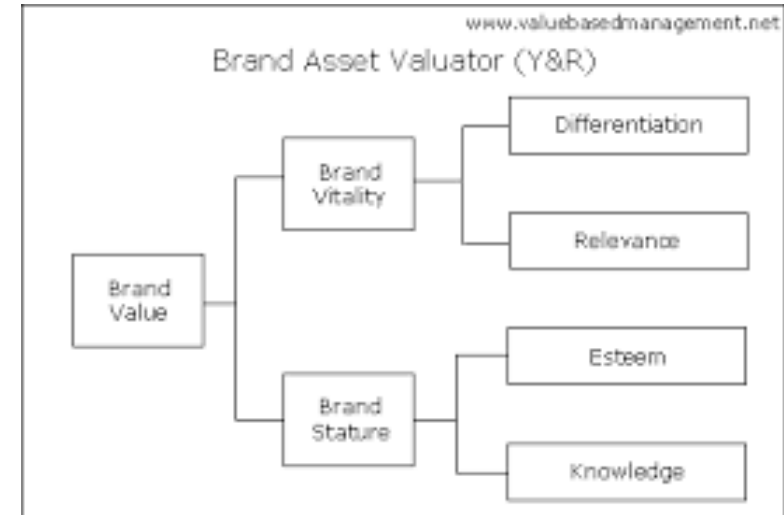 www.valuebasedmanagement.net
Brand Asset Valuator (Y&R)
Differentiation
Brand
Vitality
Relevance
Brand
Value
Esteem
Brand
Stature
Knowledge